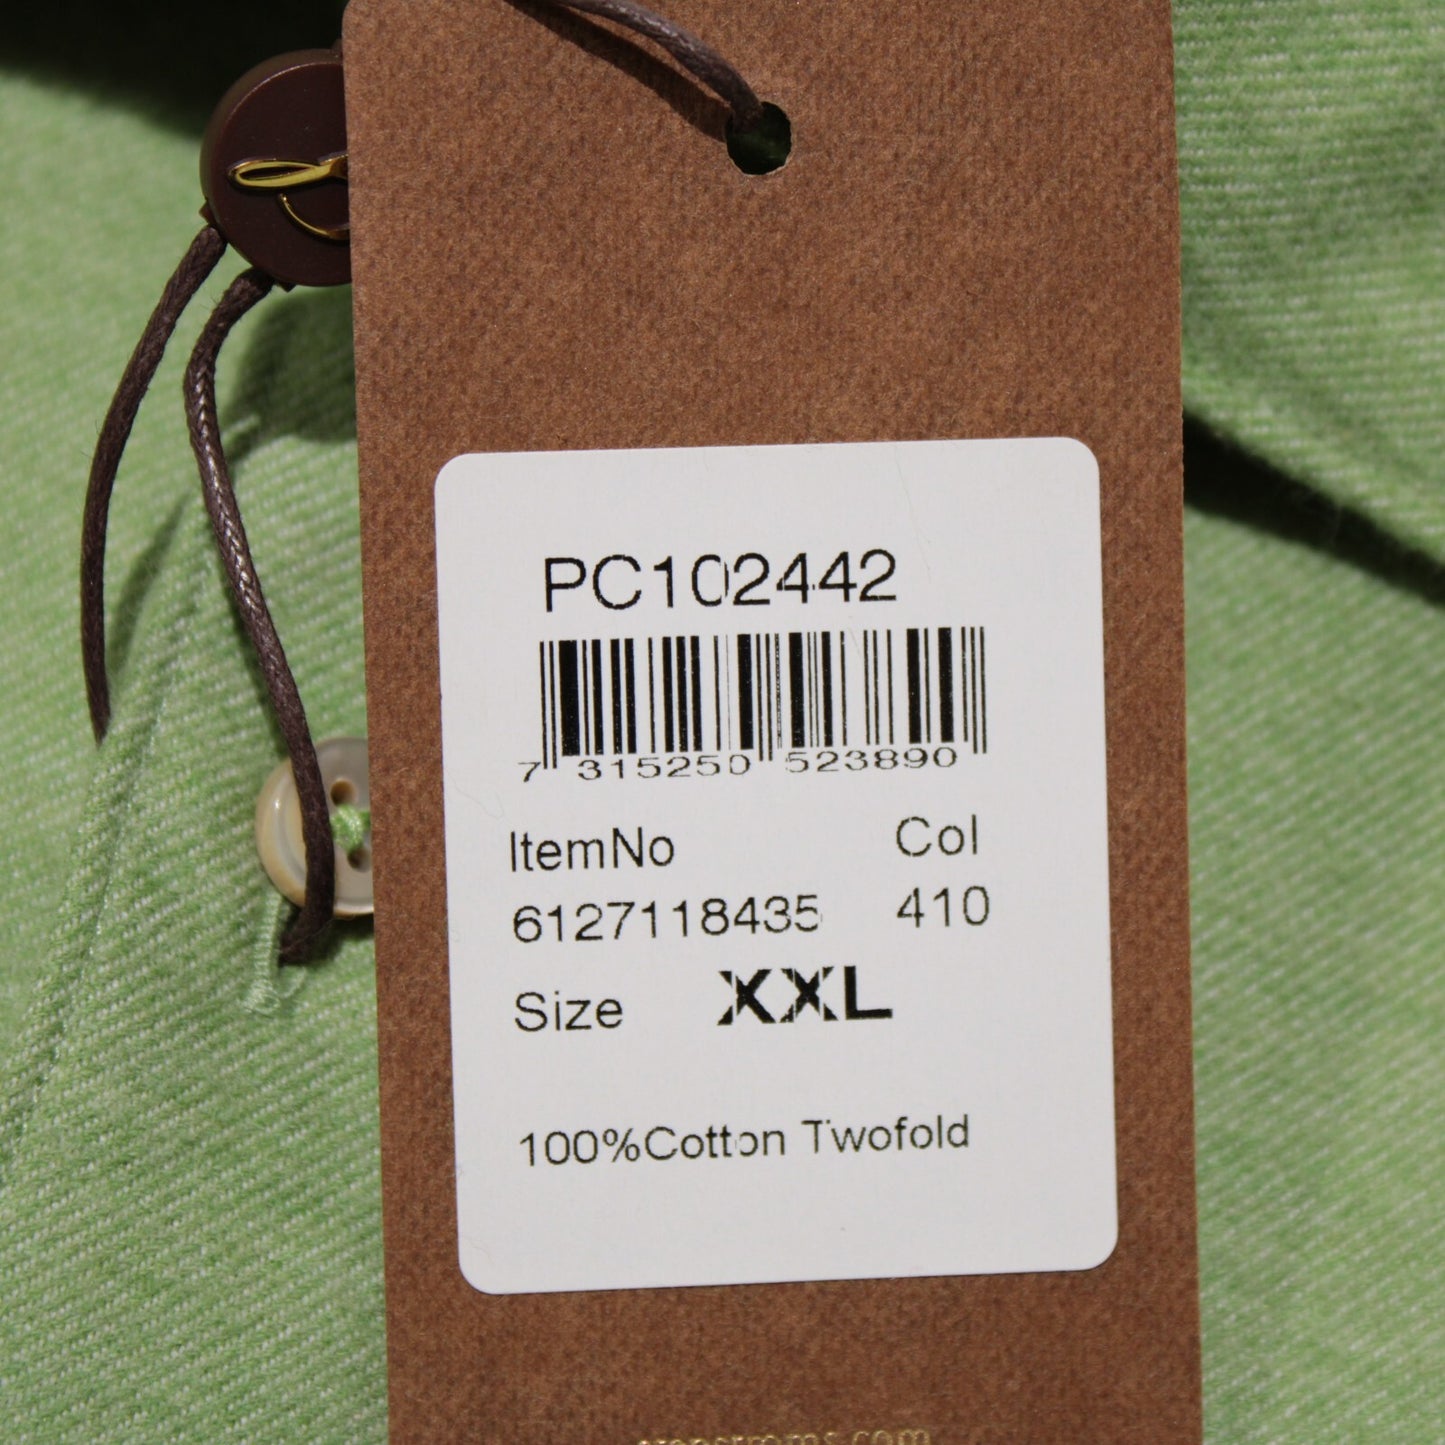 PC102442
7 315250 523890
ItemNo Col
6127118435 410
Size XXL
100%Cotton Twofold